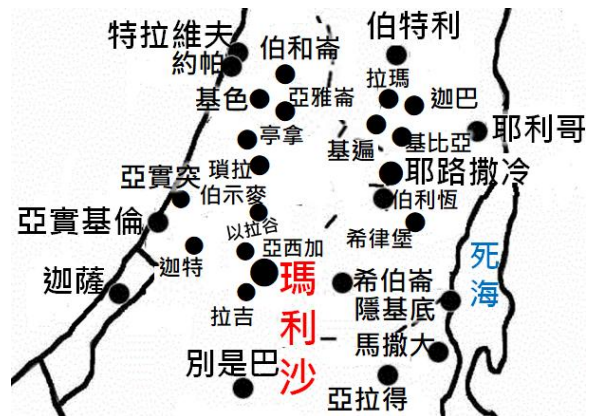 特拉維夫
約帕
伯和崙
伯特利
拉瑪
基色
亞雅崙
迦巴
亭拿
基遍
基比亞
耶利哥
亞實突
瑣拉
耶路撒冷
伯示麥
伯利恆
亞實基倫
以拉谷
希律堡
亞西加
迦特
死海
迦薩
瑪利沙
希伯崙
隱基底
拉吉
別是巴
馬撒大
亞拉得